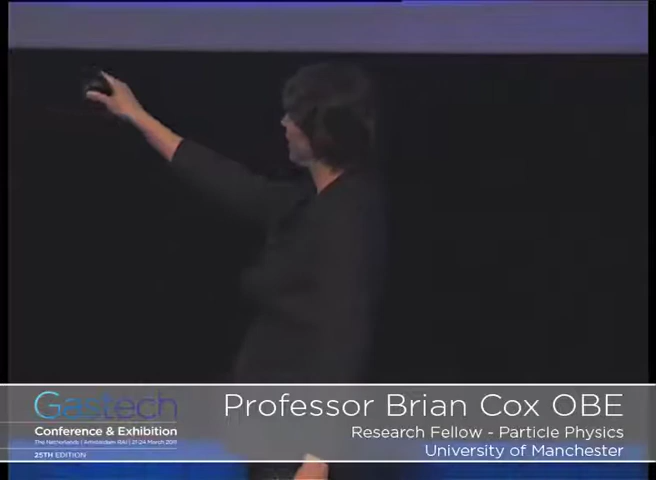 Gastech
Conference & Exhibition
The Netherlands | Amsterdam RAI | 21-24 March 2011
25TH EDITION
Professor Brian Cox OBE
Research Fellow - Particle Physics
University of Manchester